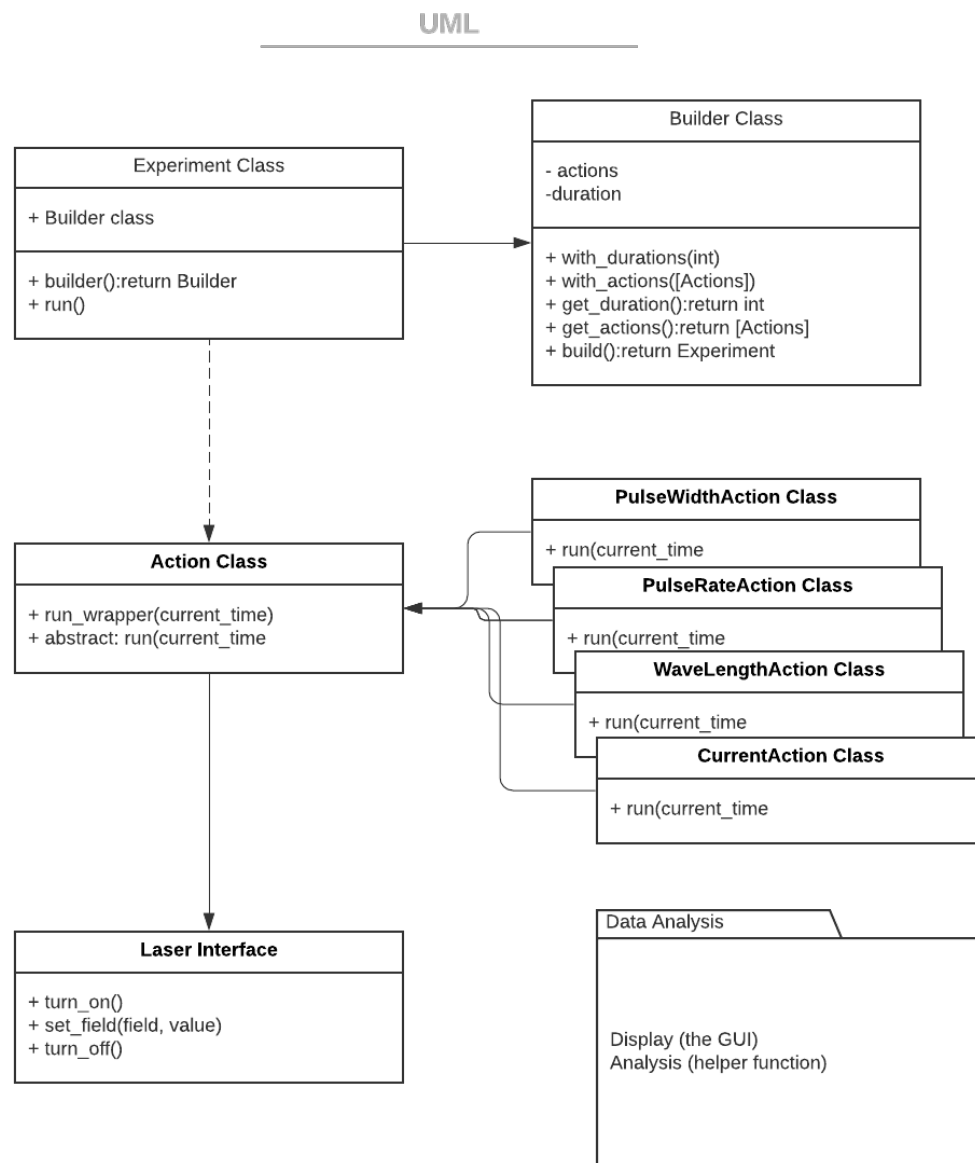 UML
Experiment Class
+ Builder class
+ builder():return Builder
+ run()
Builder Class
- actions
-duration
+ with_durations(int)
+ with_actions([Actions])
+ get_duration():return int
+ get_actions():return [Actions]
+ build():return Experiment
Action Class
+ run_wrapper(current_time)
+ abstract: run(current_time
PulseWidthAction Class
+ run(current_time
PulseRateAction Class
+ run(current_time
WaveLengthAction Class
+ run(current_time
CurrentAction Class
+ run(current_time
Laser Interface
+ turn_on()
+ set_field(field, value)
+ turn_off()
Data Analysis
Display (the GUI)
Analysis (helper function)